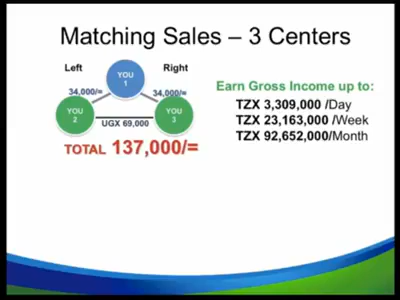 Matching Sales – 3 Centers
Left
Right
YOU
1
34,000/=
34,000/=
YOU
2
YOU
3
UGX 69,000
TOTAL 137,000/=
Earn Gross Income up to:
TZX 3,309,000 /Day
TZX 23,163,000 /Week
TZX 92,652,000/Month